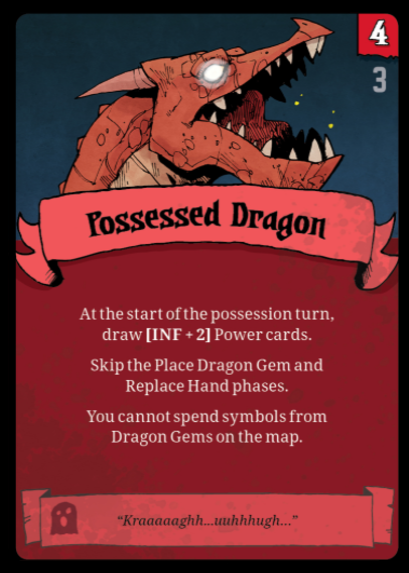 4
3
Possessed Dragon
At the start of the possession turn,
draw [INF + 2] Power cards.
Skip the Place Dragon Gem and
Replace Hand phases.
You cannot spend symbols from
Dragon Gems on the map.
“Kraaaaaghh...uuhhhugh...”